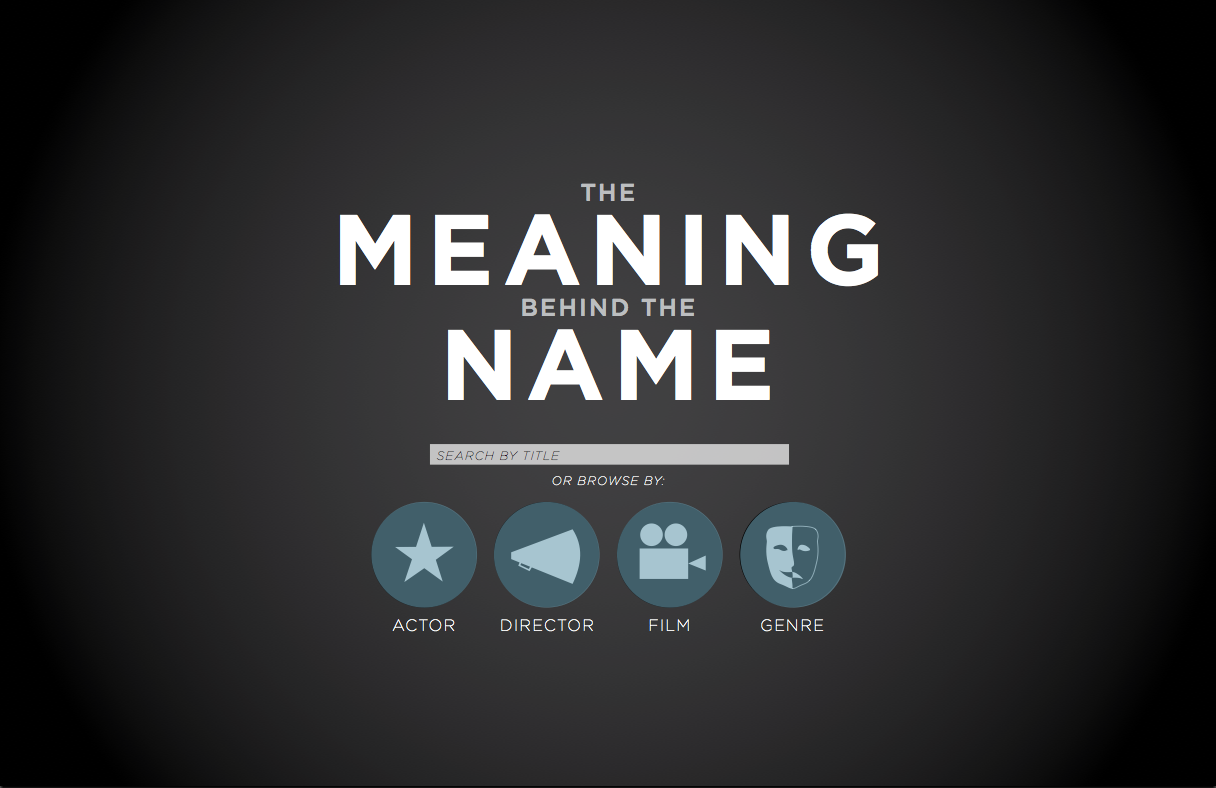 THE
MEANING
BEHIND THE
NAME
SEARCH BY TITLE
OR BROWSE BY:
ACTOR
DIRECTOR
FILM
GENRE